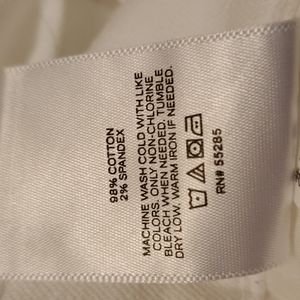 98% COTTON
2% SPANDEX
MACHINE WASH COLD WITH LIKE
COLORS. ONLY NON-CHLORINE
BLEACH WHEN NEEDED. TUMBLE
DRY LOW. WARM IRON IF NEEDED.
RN# 55285